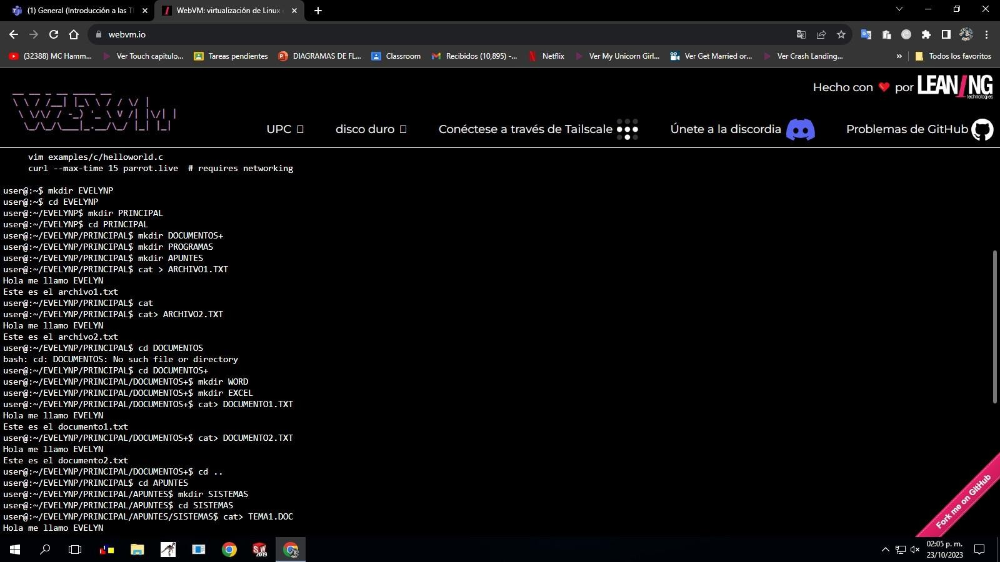 (1) General (Introducción a las TI
WebVM: virtualización de Linux
webvm.io
(32388) MC Hamm...
Ver Touch capitulo...
Tareas pendientes
DIAGRAMAS DE FL...
Classroom
Recibidos (10,895) -...
Netflix
Ver My Unicorn Girl...
Ver Get Married or...
Ver Crash Landing...
»
Todos los favoritos
Hecho con ❤ por LEANING technologies
WebVM
UPC
disco duro
Conéctese a través de Tailscale
Únete a la discordia
Problemas de GitHub
vim examples/c/helloworld.c
curl --max-time 15 parrot.live  # requires networking
user@:~$ mkdir EVELYNP
user@:~$ cd EVELYNP
user@:~/EVELYNP$ mkdir PRINCIPAL
user@:~/EVELYNP$ cd PRINCIPAL
user@:~/EVELYNP/PRINCIPAL$ mkdir DOCUMENTOS+
user@:~/EVELYNP/PRINCIPAL$ mkdir PROGRAMAS
user@:~/EVELYNP/PRINCIPAL$ mkdir APUNTES
user@:~/EVELYNP/PRINCIPAL$ cat > ARCHIVO1.TXT
Hola me llamo EVELYN
Este es el archivo1.txt
user@:~/EVELYNP/PRINCIPAL$ cat
user@:~/EVELYNP/PRINCIPAL$ cat> ARCHIVO2.TXT
Hola me llamo EVELYN
Este es el archivo2.txt
user@:~/EVELYNP/PRINCIPAL$ cd DOCUMENTOS
bash: cd: DOCUMENTOS: No such file or directory
user@:~/EVELYNP/PRINCIPAL$ cd DOCUMENTOS+
user@:~/EVELYNP/PRINCIPAL/DOCUMENTOS+$ mkdir WORD
user@:~/EVELYNP/PRINCIPAL/DOCUMENTOS+$ mkdir EXCEL
user@:~/EVELYNP/PRINCIPAL/DOCUMENTOS+$ cat> DOCUMENTO1.TXT
Hola me llamo EVELYN
Este es el documento1.txt
user@:~/EVELYNP/PRINCIPAL/DOCUMENTOS+$ cat> DOCUMENTO2.TXT
Hola me llamo EVELYN
Este es el documento2.txt
user@:~/EVELYNP/PRINCIPAL/DOCUMENTOS+$ cd ..
user@:~/EVELYNP/PRINCIPAL$ cd APUNTES
user@:~/EVELYNP/PRINCIPAL/APUNTES$ mkdir SISTEMAS
user@:~/EVELYNP/PRINCIPAL/APUNTES$ cd SISTEMAS
user@:~/EVELYNP/PRINCIPAL/APUNTES/SISTEMAS$ cat> TEMA1.DOC
Hola me llamo EVELYN
Fork me on GitHub
SW 2019
02:05 p. m.
23/10/2023